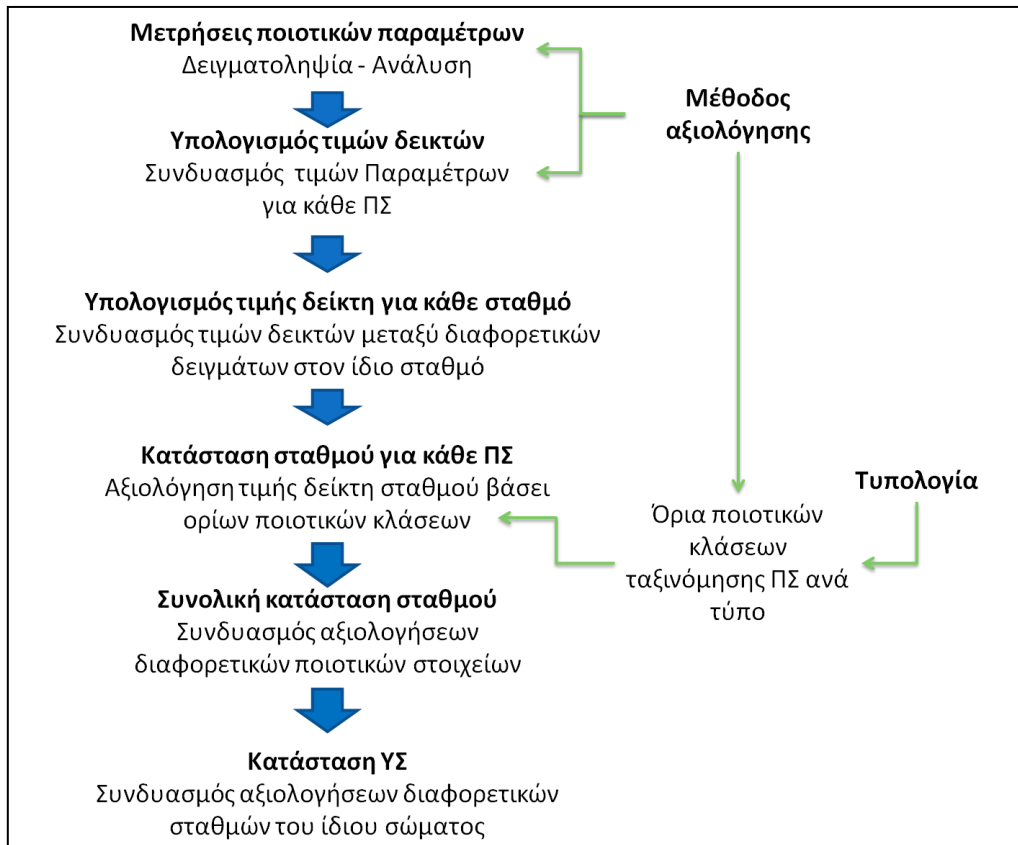 Μετρήσεις ποιοτικών παραμέτρων
Δειγματοληψία - Ανάλυση
Υπολογισμός τιμών δεικτών
Συνδυασμός τιμών Παραμέτρων
για κάθε ΠΣ
Υπολογισμός τιμής δείκτη για κάθε σταθμό
Συνδυασμός τιμών δεικτών μεταξύ διαφορετικών
δειγμάτων στον ίδιο σταθμό
Κατάσταση σταθμού για κάθε ΠΣ
Αξιολόγηση τιμής δείκτη σταθμού βάσει
ορίων ποιοτικών κλάσεων
Συνολική κατάσταση σταθμού
Συνδυασμός αξιολογήσεων
διαφορετικών ποιοτικών στοιχείων
Κατάσταση ΥΣ
Συνδυασμός αξιολογήσεων διαφορετικών
σταθμών του ίδιου σώματος
Μέθοδος
αξιολόγησης
Τυπολογία
Όρια ποιοτικών
κλάσεων
ταξινόμησης ΠΣ ανά
τύπο